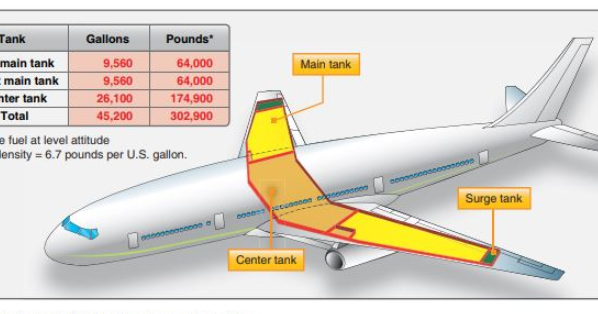 Tank Gallons Pounds*
main tank 9,560 64,000
main tank 9,560 64,000
nter tank 26,100 174,900
Total 45,200 302,900
e fuel at level attitude
density = 6.7 pounds per U.S. gallon.
Main tank
Surge tank
Center tank